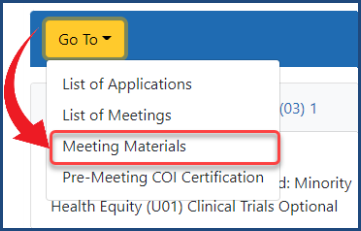 Go To
List of Applications
List of Meetings
(03) 1
Meeting Materials
Pre-Meeting COI Certification
d: Minority
Health Equity (U01) Clinical Trials Optional